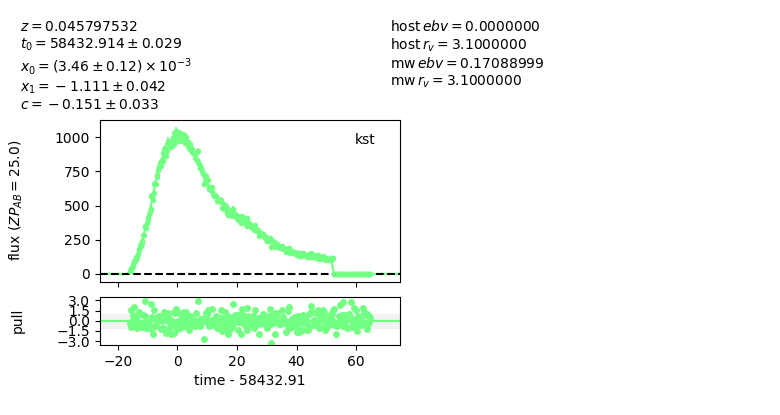 z = 0.045797532
t₀ = 58432.914 ± 0.029
x₀ = (3.46 ± 0.12) × 10⁻³
x₁ = −1.111 ± 0.042
c = −0.151 ± 0.033
host ebv = 0.0000000
host r_v = 3.1000000
mw ebv = 0.17088999
mw r_v = 3.1000000
flux (ZP_AB = 25.0)
1000
750
500
250
0
kst
pull
3.0
1.5
0.0
−1.5
−3.0
−20 0 20 40 60
time - 58432.91